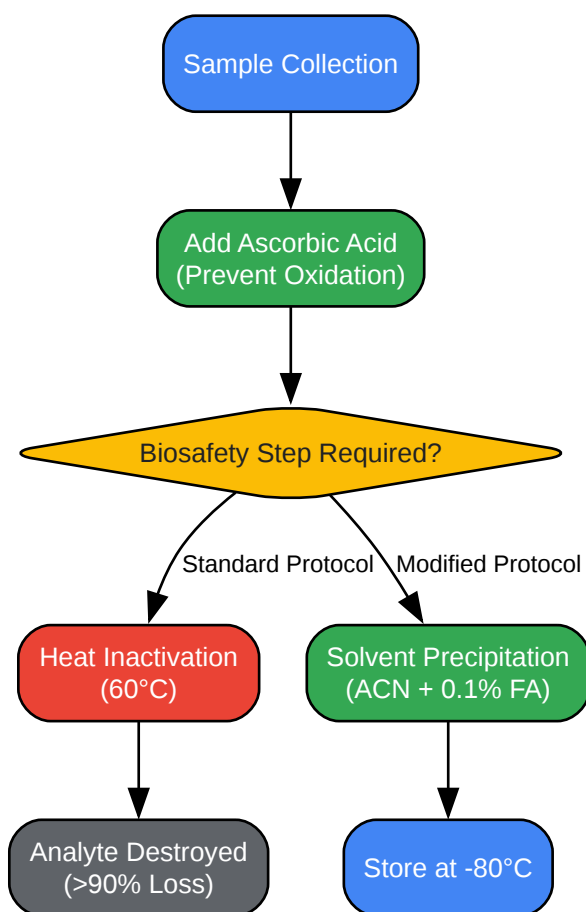 Sample Collection
Add Ascorbic Acid
(Prevent Oxidation)
Biosafety Step Required?
Standard Protocol
Modified Protocol
Heat Inactivation
(60°C)
Solvent Precipitation
(ACN + 0.1% FA)
Analyte Destroyed
(>90% Loss)
Store at -80°C